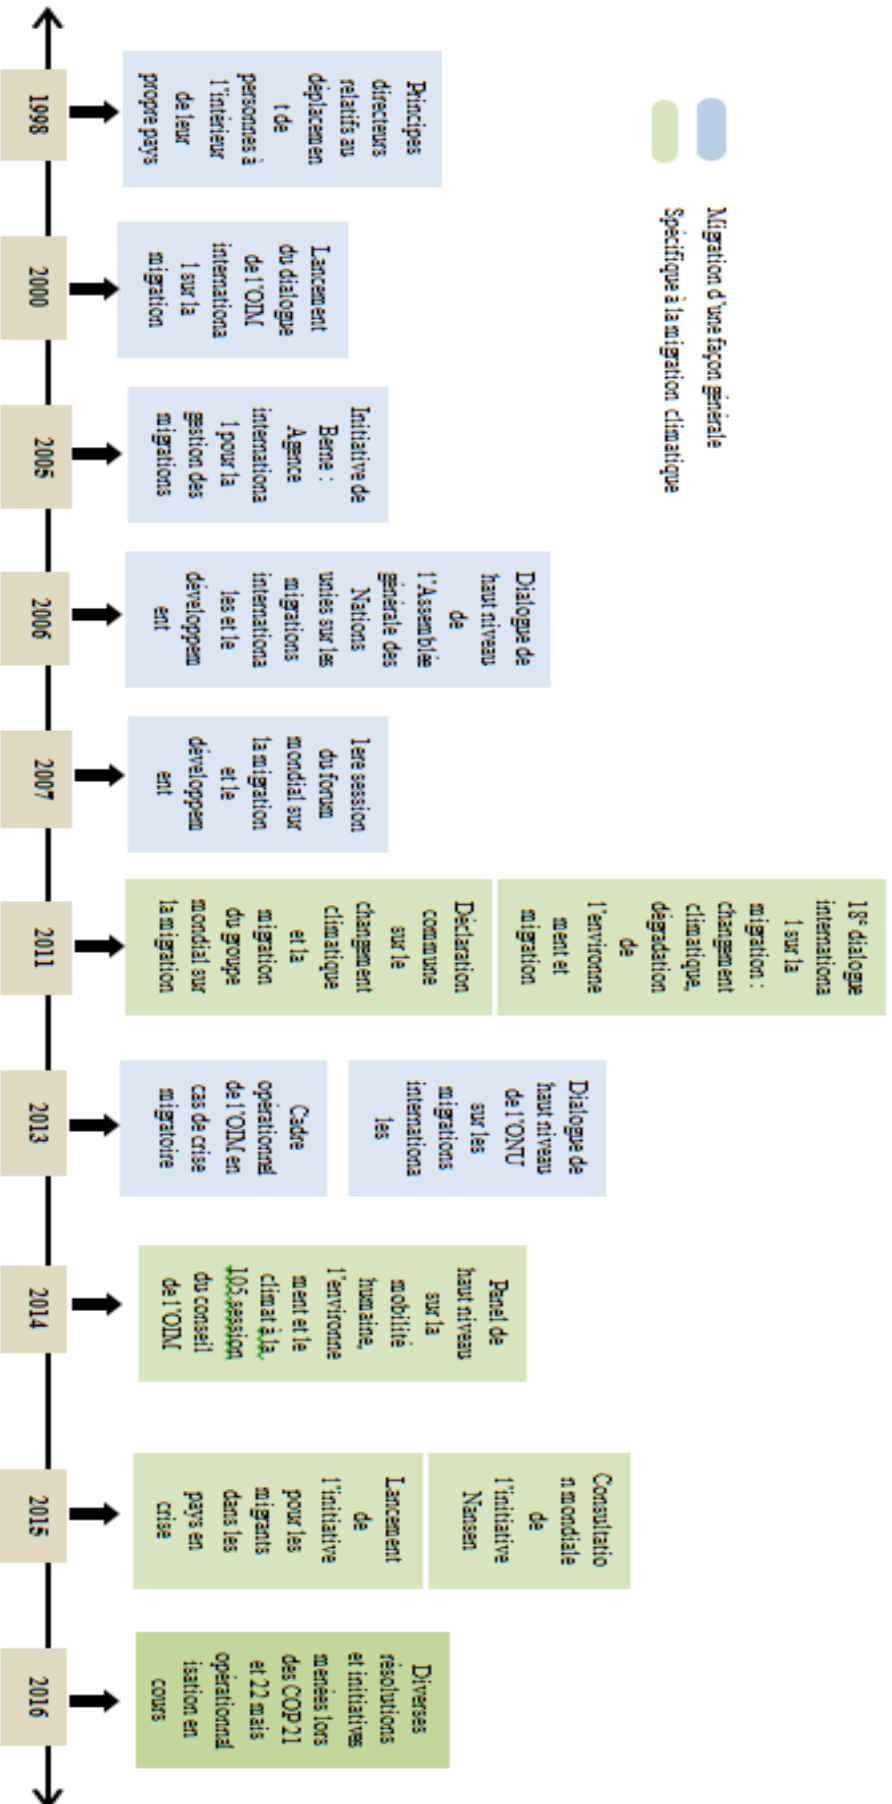 Migration d'une façon générale
Spécifique à la migration climatique
Principes
directeurs
relatifs au
déplacemen
t de
personnes à
l'intérieur
de leur
propre pays
1998
Lancement
du dialogue
de l'OIM
internationa
l sur la
migration
2000
Initiative de
Berne :
Agence
internationa
l pour la
gestion des
migrations
2005
Dialogue de
haut niveau
de
l'Assemblée
générale des
Nations
unies sur les
migrations
internationa
les et le
développem
ent
2006
1ere session
du forum
mondial sur
la migration
et le
développem
ent
2007
18e dialogue
internationa
l sur la
migration :
changement
climatique,
dégradation
de
l'environne
ment et
migration
Déclaration
commune
sur le
changement
climatique
et la
migration
du groupe
mondial sur
la migration
2011
Dialogue de
haut niveau
de l'ONU
sur les
migrations
internationa
les
Cadre
opérationnel
de l'OIM en
cas de crise
migratoire
2013
Panel de
haut niveau
sur la
mobilité
humaine,
l'environne
ment et le
climat à la
105 session
du conseil
de l'OIM
2014
Consultatio
n mondiale
de
l'initiative
Nansen
Lancement
de
l'initiative
pour les
migrants
dans les
pays en
crise
2015
Diverses
résolutions
et initiatives
menées lors
des COP 21
et 22 mais
opérationnal
isation en
cours
2016